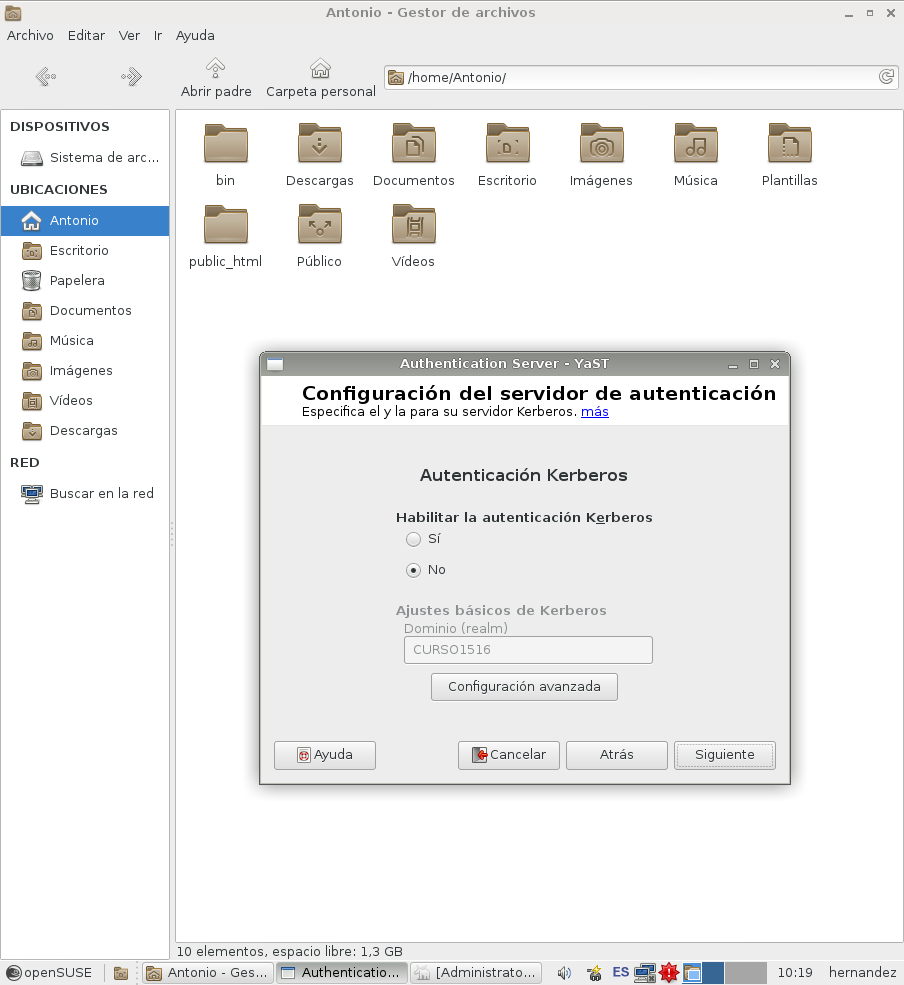 Antonio - Gestor de archivos
Archivo Editar Ver Ir Ayuda
Abrir padre Carpeta personal /home/Antonio/
DISPOSITIVOS
Sistema de arc...
UBICACIONES
Antonio
Escritorio
Papelera
Documentos
Música
Imágenes
Vídeos
Descargas
RED
Buscar en la red
bin Descargas Documentos Escritorio Imágenes Música Plantillas
public_html Público Vídeos
Authentication Server - YaST
Configuración del servidor de autenticación
Especifica el y la para su servidor Kerberos. más
Autenticación Kerberos
Habilitar la autenticación Kerberos
Sí
No
Ajustes básicos de Kerberos
Dominio (realm)
CURSO1516
Configuración avanzada
Ayuda Cancelar Atrás Siguiente
10 elementos, espacio libre: 1,3 GB
openSUSE Antonio - Ges... Authenticatio... [Administrato... ES 10:19 hernandez